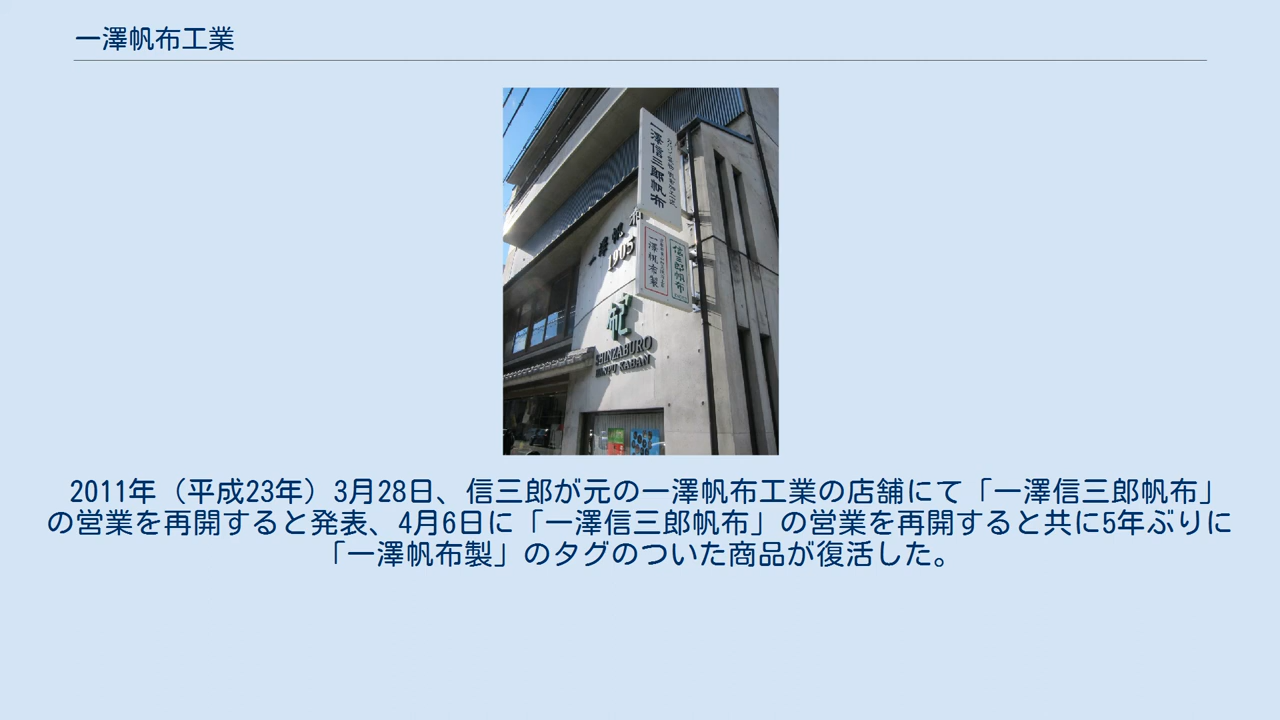 一澤帆布工業
一澤信三郎帆布
一澤帆布
1905
信三郎帆布
一澤帆布製
SHINZABURO
HANPU KABAN
2011年（平成23年）3月28日、信三郎が元の一澤帆布工業の店舗にて「一澤信三郎帆布」
の営業を再開すると発表、4月6日に「一澤信三郎帆布」の営業を再開すると共に5年ぶりに
「一澤帆布製」のタグのついた商品が復活した。